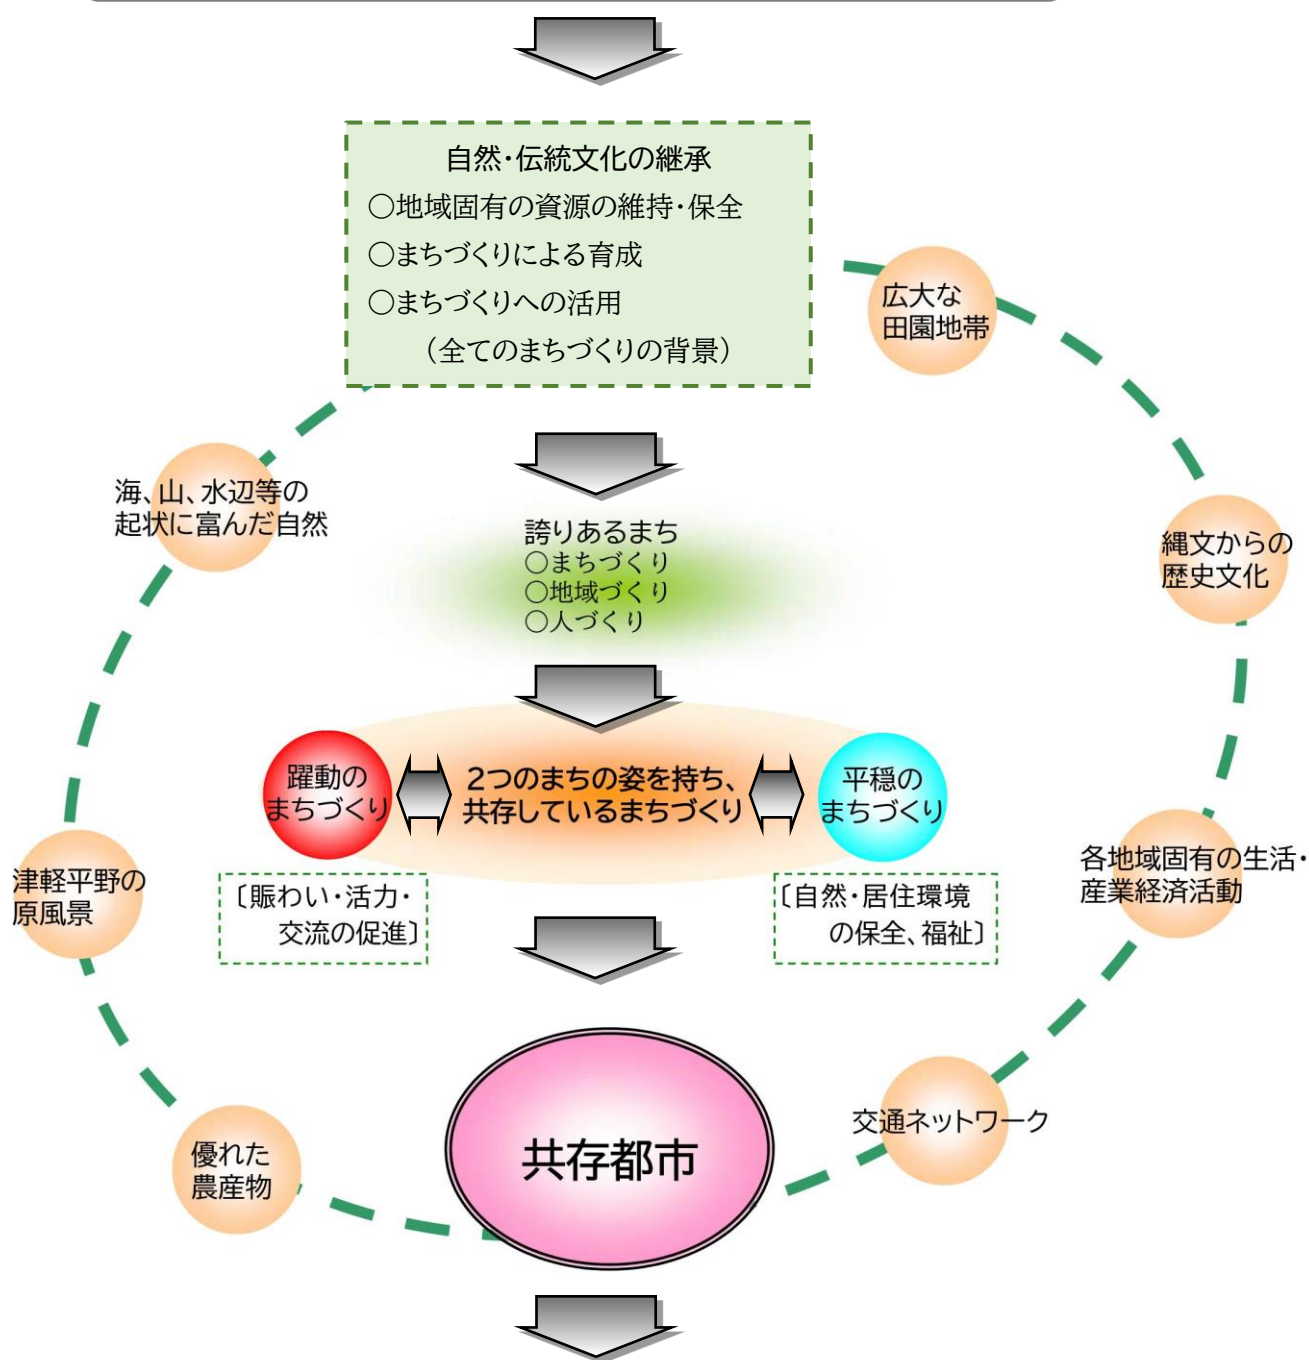 自然・伝統文化の継承
○地域固有の資源の維持・保全
○まちづくりによる育成
○まちづくりへの活用
（全てのまちづくりの背景）
広大な
田園地帯
海、山、水辺等の
起状に富んだ自然
縄文からの
歴史文化
誇りあるまち
○まちづくり
○地域づくり
○人づくり
躍動の
まちづくり
2つのまちの姿を持ち、
共存しているまちづくり
平穏の
まちづくり
〔賑わい・活力・
交流の促進〕
〔自然・居住環境
の保全、福祉〕
津軽平野の
原風景
各地域固有の生活・
産業経済活動
優れた
農産物
共存都市
交通ネットワーク